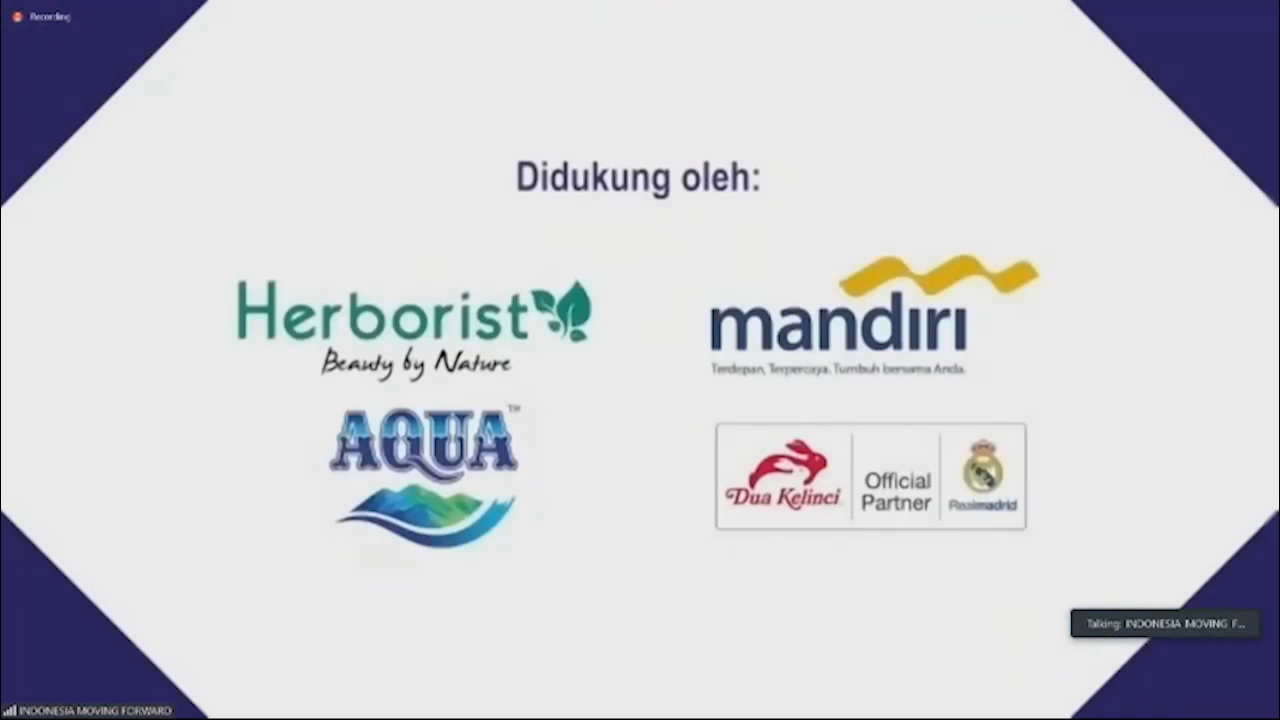 Recording
Didukung oleh:
Herborist
Beauty by Nature
mandiri
Terdepan, Terpercaya. Tumbuh bersama Anda.
AQUA™
Dua Kelinci
Official
Partner
Realmadrid
Talking: INDONESIA MOVING F...
INDONESIA MOVING FORWARD